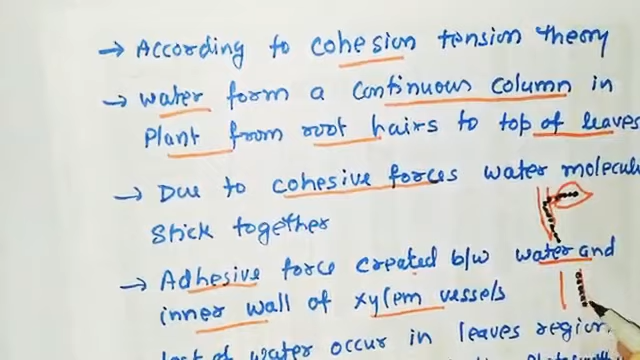 → According to cohesion tension theory
→ water form a continuous column in
Plant from root hairs to top of leaves
→ Due to cohesive forces water molecul
stick together
→ Adhesive force created b/w water and
inner wall of xylem vessels
lost of water occur in leaves region